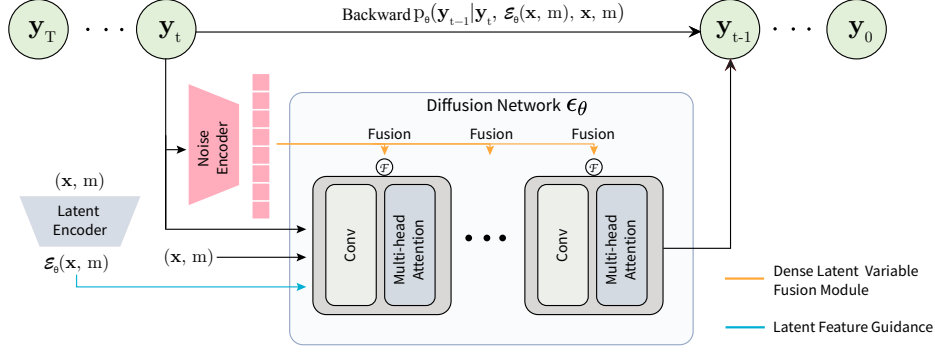 Backward p_θ(y_{t-1}|y_t, ℰ_θ(x, m), x, m)
y_T
y_t
y_{t-1}
y_0
Diffusion Network ϵ_θ
Noise
Encoder
Fusion
Fusion
Fusion
ℱ
ℱ
(x, m)
Latent
Encoder
ℰ_θ(x, m)
(x, m)
Conv
Multi-head
Attention
Conv
Multi-head
Attention
Dense Latent Variable
Fusion Module
Latent Feature Guidance